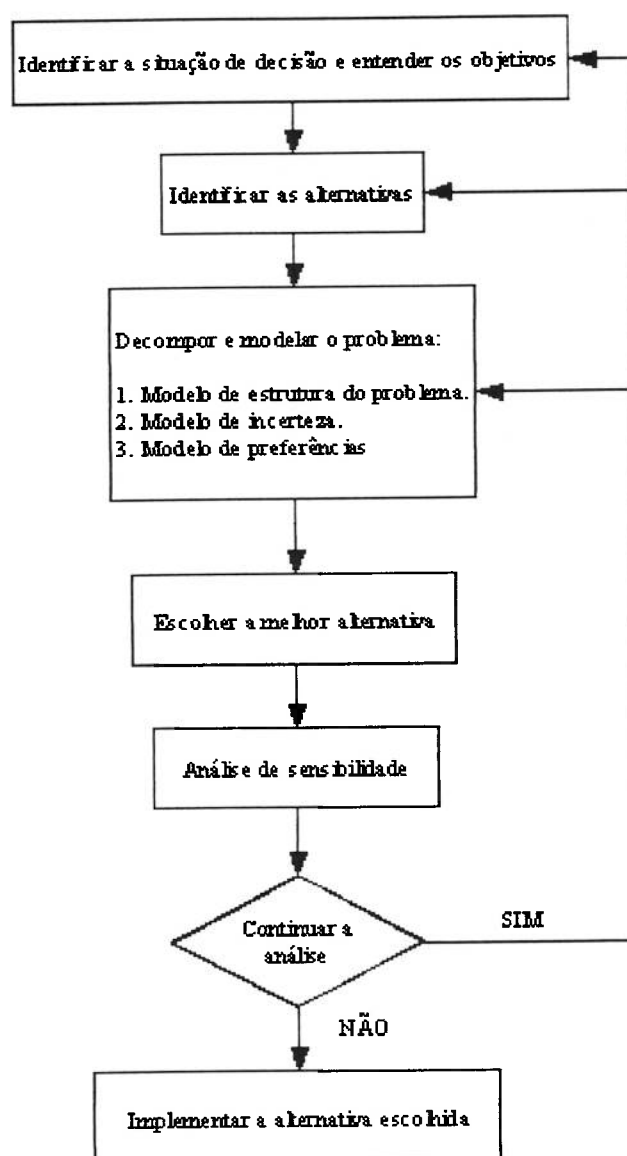 Identificar a situação de decisão e entender os objetivos
Identificar as alternativas
Decompor e modelar o problema:
1. Modelo de estrutura do problema.
2. Modelo de incerteza.
3. Modelo de preferências
Escolher a melhor alternativa
Análise de sensibilidade
Continuar a
análise
SIM
NÃO
Implementar a alternativa escolhida